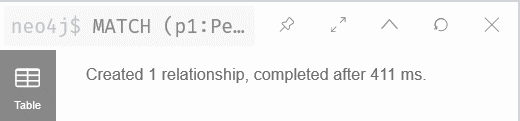 neo4j$ MATCH (p1:Pe…
Created 1 relationship, completed after 411 ms.
Table